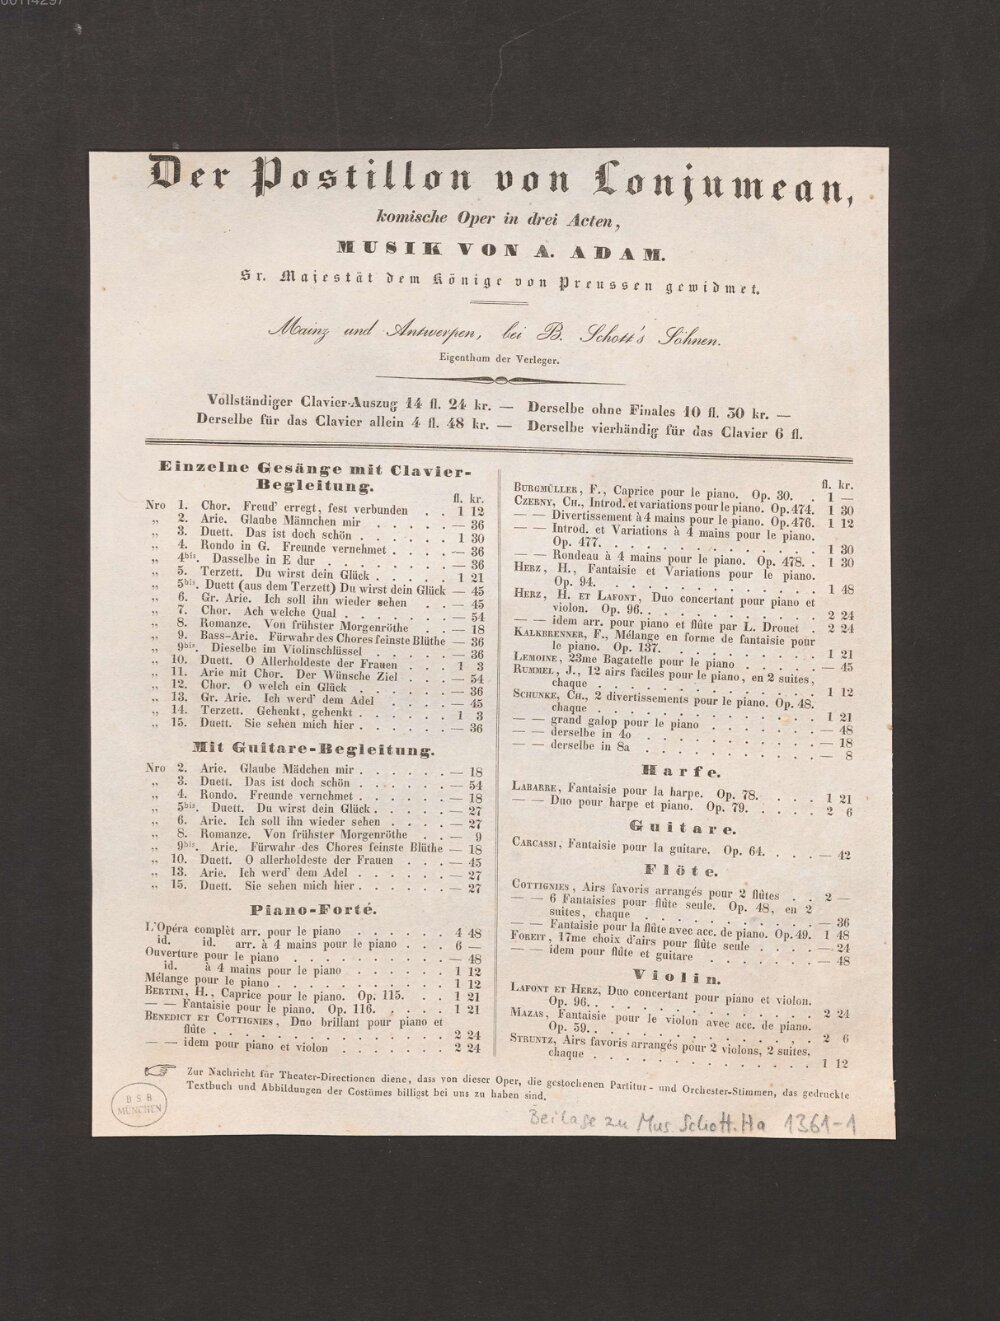 Der Postillon von Lonjumeau,
komische Oper in drei Acten,
MUSIK VON A. ADAM.
Sr. Majestät dem Könige von Preussen gewidmet.
Mainz und Antwerpen, bei B. Schott's Söhnen.
Eigenthum der Verleger.
Vollständiger Clavier-Auszug 14 fl. 24 kr. — Derselbe ohne Finales 10 fl. 30 kr. —
Derselbe für das Clavier allein 4 fl. 48 kr. — Derselbe vierhändig für das Clavier 6 fl.
Einzelne Gesänge mit Clavier-
Begleitung.
fl. kr.
Nro 1. Chor. Freud' erregt, fest verbunden . . 1 12
„ 2. Arie. Glaube Männchen mir . . . . . — 36
„ 3. Duett. Das ist doch schön . . . . . 1 30
„ 4. Rondo in G. Freunde vernehmet . . . . — 36
„ 4bis. Dasselbe in E dur . . . . . . — 36
„ 5. Terzett. Du wirst dein Glück . . . . . 1 21
„ 5bis. Duett (aus dem Terzett) Du wirst dein Glück — 45
„ 6. Gr. Arie. Ich soll ihn wieder sehen . . — 45
„ 7. Chor. Ach welche Qual . . . . . . — 54
„ 8. Romanze. Von frühster Morgenröthe . . — 18
„ 9. Bass-Arie. Fürwahr des Chores feinste Blüthe — 36
„ 9bis. Dieselbe im Violinschlüssel . . . . — 36
„ 10. Duett. O Allerholdeste der Frauen . . 1 3
„ 11. Arie mit Chor. Der Wünsche Ziel . . . — 54
„ 12. Chor. O welch ein Glück . . . . . — 36
„ 13. Gr. Arie. Ich werd' dem Adel . . . . — 45
„ 14. Terzett. Gehenkt, gehenkt . . . . . . 1 3
„ 15. Duett. Sie sehen mich hier . . . . . . — 36
Mit Guitare-Begleitung.
Nro 2. Arie. Glaube Mädchen mir . . . . . — 18
„ 3. Duett. Das ist doch schön . . . . . — 54
„ 4. Rondo. Freunde vernehmet . . . . . — 18
„ 5bis. Duett. Du wirst dein Glück . . . . — 27
„ 6. Arie. Ich soll ihn wieder sehen . . . . — 27
„ 8. Romanze. Von frühster Morgenröthe . . — 9
„ 9bis. Arie. Fürwahr des Chores feinste Blüthe — 18
„ 10. Duett. O allerholdeste der Frauen . . . — 45
„ 13. Arie. Ich werd' dem Adel . . . . . — 27
„ 15. Duett. Sie sehen mich hier . . . . . — 27
Piano-Forté.
L'Opéra complèt arr. pour le piano . . . . . 4 48
id. id. arr. à 4 mains pour le piano . . . 6 —
Ouverture pour le piano . . . . . . . — 48
id. à 4 mains pour le piano . . . . . 1 12
Mélange pour le piano . . . . . . . . 1 12
BERTINI, H., Caprice pour le piano. Op. 115. . . 1 21
— — Fantaisie pour le piano. Op. 116. . . . . 1 21
BENEDICT ET COTTIGNIES, Duo brillant pour piano et
flûte . . . . . . . . . . . . 2 24
— — idem pour piano et violon . . . . . . 2 24
fl. kr.
BURGMÜLLER, F., Caprice pour le piano. Op. 30. . 1 —
CZERNY, CH., Introd. et variations pour le piano. Op. 474. 1 30
— — Divertissement à 4 mains pour le piano. Op. 476. 1 12
— — Introd. et Variations à 4 mains pour le piano.
Op. 477. . . . . . . . . . . . 1 30
— — Rondeau à 4 mains pour le piano. Op. 478. . 1 30
HERZ, H., Fantaisie et Variations pour le piano.
Op. 94. . . . . . . . . . . . 1 48
HERZ, H. ET LAFONT, Duo concertant pour piano et
violon. Op. 96. . . . . . . . . . 2 24
— — idem arr. pour piano et flûte par L. Drouet . 2 24
KALKBRENNER, F., Mélange en forme de fantaisie pour
le piano. Op. 137. . . . . . . . . . 1 21
LEMOINE, 23me Bagatelle pour le piano . . . . — 45
RUMMEL, J., 12 airs faciles pour le piano, en 2 suites,
chaque . . . . . . . . . . . . 1 12
SCHUNKE, CH., 2 divertissements pour le piano. Op. 48.
chaque . . . . . . . . . . . . 1 21
— — grand galop pour le piano . . . . . . — 48
— — derselbe in 4o . . . . . . . . . — 18
— — derselbe in 8a . . . . . . . . . — 8
Harfe.
LABARRE, Fantaisie pour la harpe. Op. 78. . . . 1 21
— — Duo pour harpe et piano. Op. 79. . . . . 2 6
Guitare.
CARCASSI, Fantaisie pour la guitare. Op. 64. . . . — 42
Flöte.
COTTIGNIES, Airs favoris arrangés pour 2 flûtes . . 2 —
— — 6 Fantaisies pour flûte seule. Op. 48, en 2
suites, chaque . . . . . . . . . — 36
— — Fantaisie pour la flûte avec acc. de piano. Op. 49. 1 48
FOREIT, 17me choix d'airs pour flûte seule . . . . — 24
— — idem pour flûte et guitare . . . . . . — 48
Violin.
LAFONT ET HERZ, Duo concertant pour piano et violon.
Op. 96. . . . . . . . . . . . 2 24
MAZAS, Fantaisie pour le violon avec acc. de piano.
Op. 59. . . . . . . . . . . . 2 6
STRUNTZ, Airs favoris arrangés pour 2 violons, 2 suites.
chaque . . . . . . . . . . . . 1 12
Zur Nachricht für Theater-Directionen diene, dass von dieser Oper, die gestochenen Partitur- und Orchester-Stimmen, das gedruckte
Textbuch und Abbildungen der Costümes billigst bei uns zu haben sind.
B S B
MÜNCHEN
Beilage zu Mus. Schott. Ha 1361-1